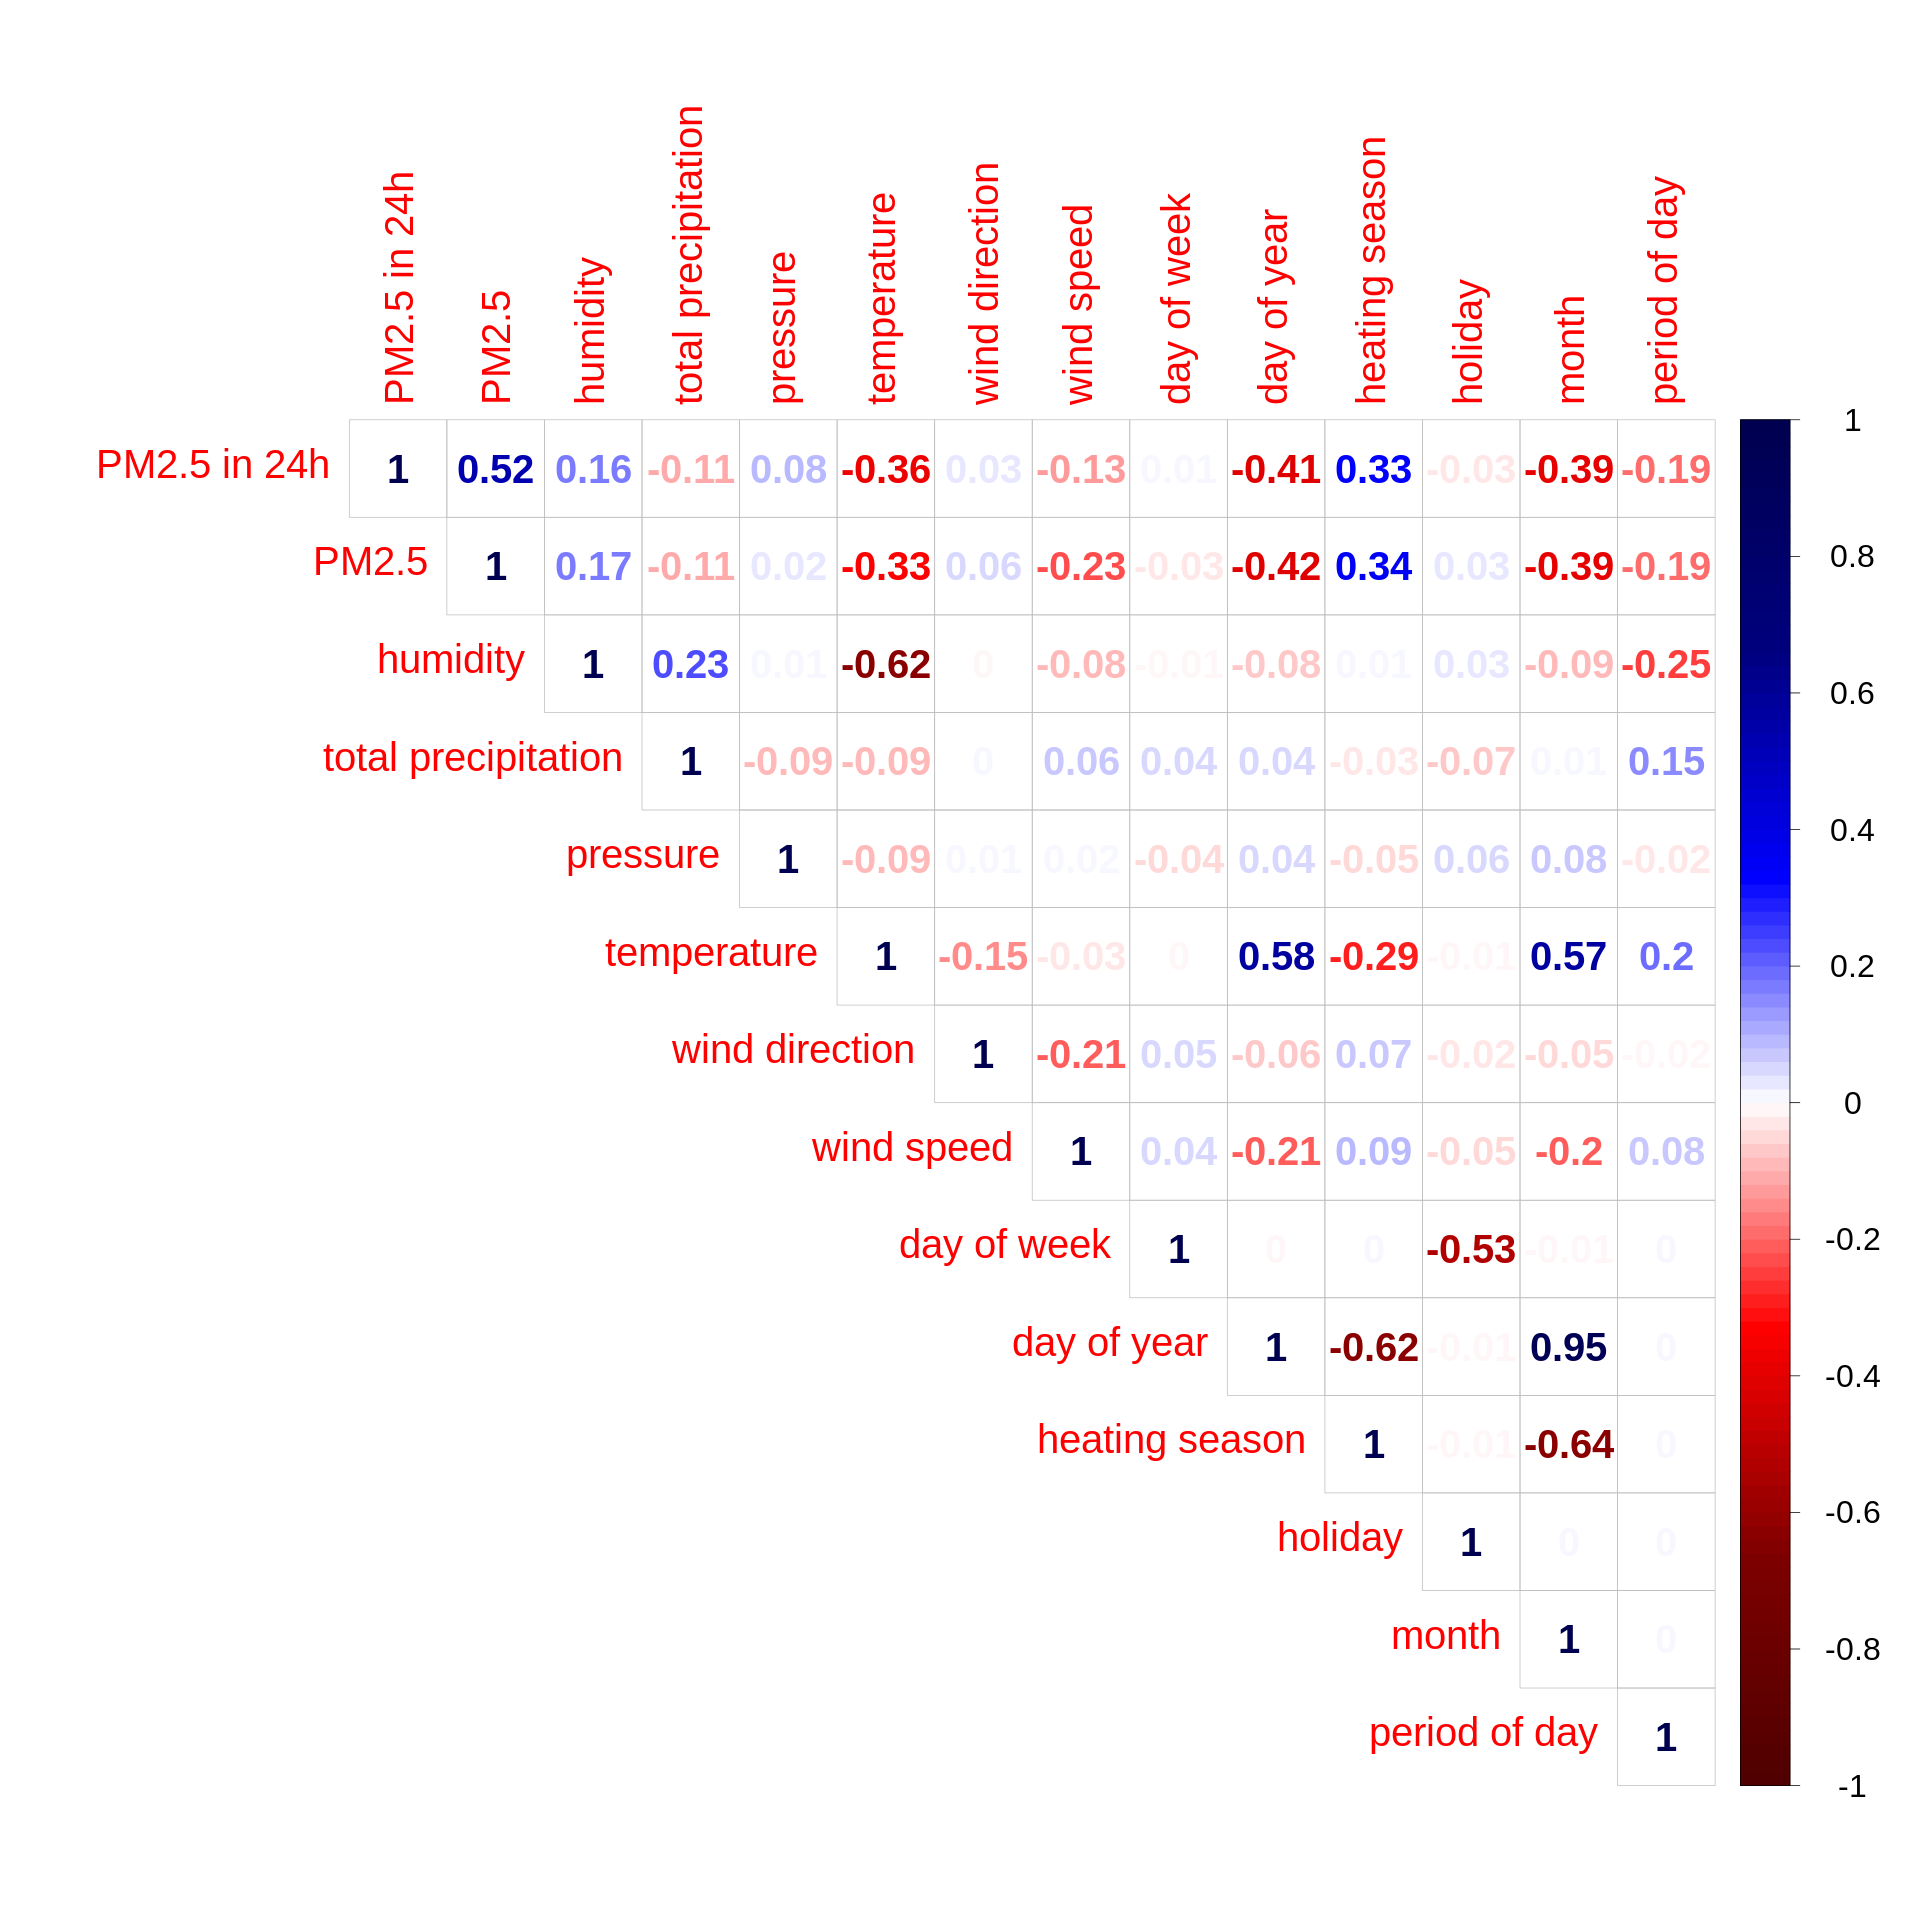 PM2.5 in 24h
PM2.5
humidity
total precipitation
pressure
temperature
wind direction
wind speed
day of week
day of year
heating season
holiday
month
period of day
PM2.5 in 24h 1 0.52 0.16 -0.11 0.08 -0.36 0.03 -0.13 0.01 -0.41 0.33 -0.03 -0.39 -0.19
PM2.5 1 0.17 -0.11 0.02 -0.33 0.06 -0.23 -0.03 -0.42 0.34 0.03 -0.39 -0.19
humidity 1 0.23 0.01 -0.62 0 -0.08 -0.01 -0.08 0.01 0.03 -0.09 -0.25
total precipitation 1 -0.09 -0.09 0 0.06 0.04 0.04 -0.03 -0.07 0.01 0.15
pressure 1 -0.09 0.01 0.02 -0.04 0.04 -0.05 0.06 0.08 -0.02
temperature 1 -0.15 -0.03 0 0.58 -0.29 -0.01 0.57 0.2
wind direction 1 -0.21 0.05 -0.06 0.07 -0.02 -0.05 -0.02
wind speed 1 0.04 -0.21 0.09 -0.05 -0.2 0.08
day of week 1 0 0 -0.53 -0.01 0
day of year 1 -0.62 -0.01 0.95 0
heating season 1 -0.01 -0.64 0
holiday 1 0 0
month 1 0
period of day 1
1
0.8
0.6
0.4
0.2
0
-0.2
-0.4
-0.6
-0.8
-1